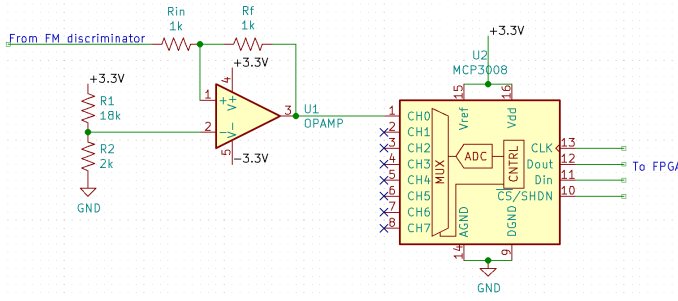 Rin
1k
Rf
1k
From FM discriminator
+3.3V
+3.3V
+3.3V
U2
MCP3008
R1
18k
R2
2k
GND
1
+
V+
4
2
-
V-
5
3
U1
OPAMP
-3.3V
15
16
Vref
Vdd
1 CH0
2 CH1
3 CH2
4 CH3
5 CH4
6 CH5
7 CH6
8 CH7
MUX
ADC
CNTRL
CLK 13
Dout 12
Din 11
CS/SHDN 10
To FPGA
AGND
DGND
14
9
GND